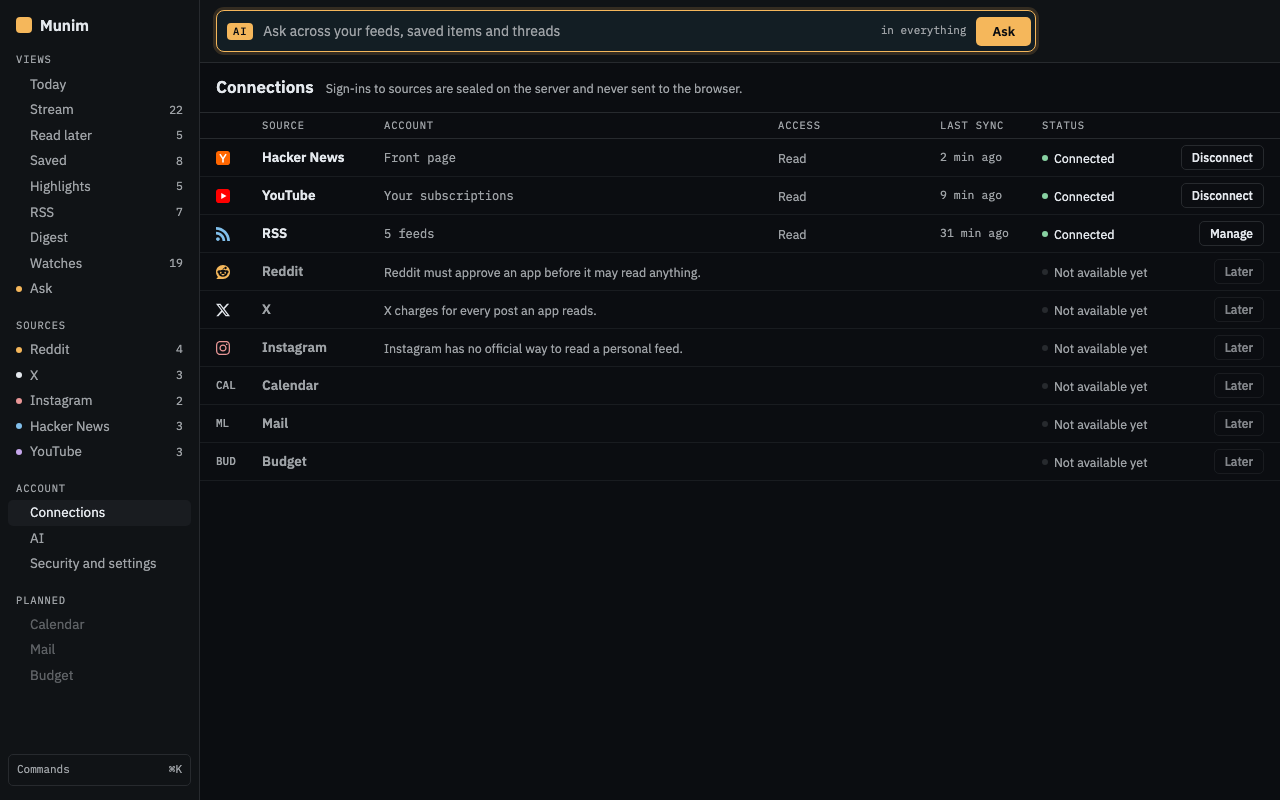 Munim
VIEWS
Today
Stream 22
Read later 5
Saved 8
Highlights 5
RSS 7
Digest
Watches 19
Ask
SOURCES
Reddit 4
X 3
Instagram 2
Hacker News 3
YouTube 3
ACCOUNT
Connections
AI
Security and settings
PLANNED
Calendar
Mail
Budget
Commands ⌘K
AI Ask across your feeds, saved items and threads in everything Ask
Connections Sign-ins to sources are sealed on the server and never sent to the browser.
SOURCE ACCOUNT ACCESS LAST SYNC STATUS
Y Hacker News Front page Read 2 min ago Connected Disconnect
YouTube Your subscriptions Read 9 min ago Connected Disconnect
RSS 5 feeds Read 31 min ago Connected Manage
Reddit Reddit must approve an app before it may read anything. Not available yet Later
X X charges for every post an app reads. Not available yet Later
Instagram Instagram has no official way to read a personal feed. Not available yet Later
CAL Calendar Not available yet Later
ML Mail Not available yet Later
BUD Budget Not available yet Later